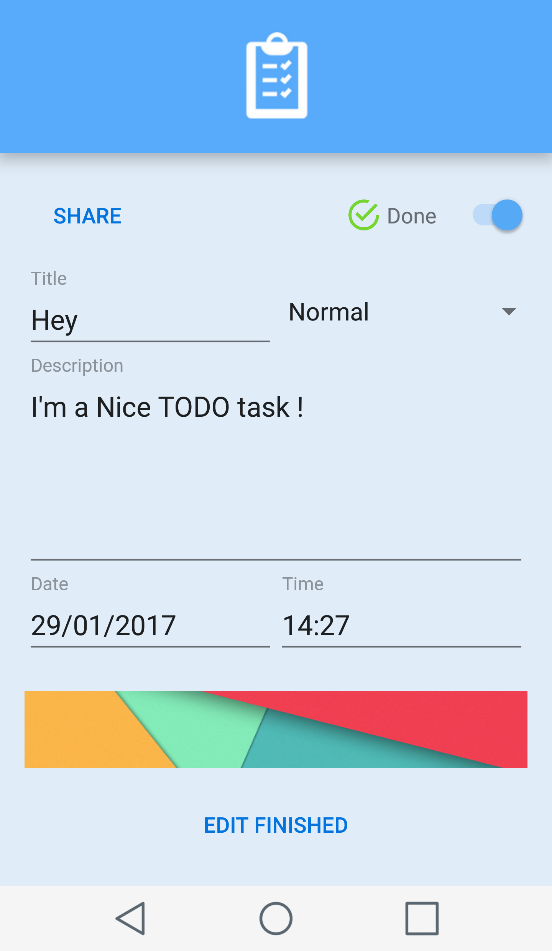 SHARE
Done
Title
Hey
Normal
Description
I'm a Nice TODO task !
Date
Time
29/01/2017
14:27
EDIT FINISHED